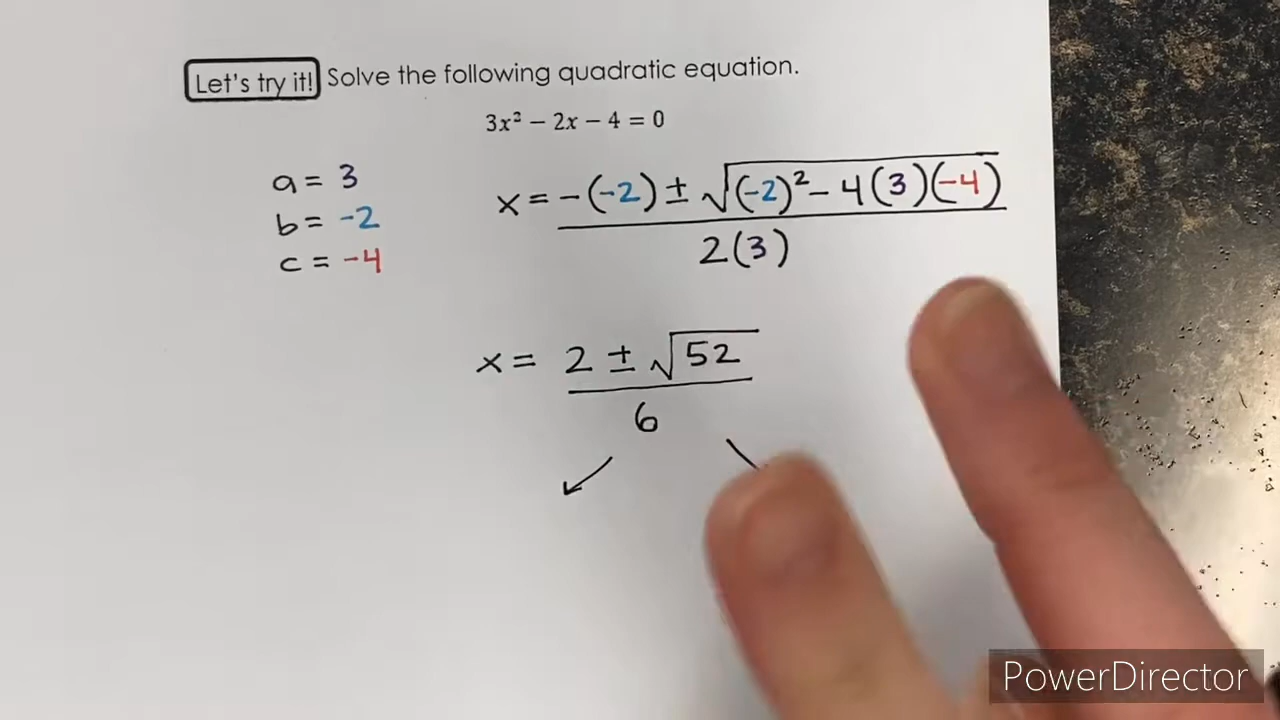 Let's try it! Solve the following quadratic equation.
3x² − 2x − 4 = 0
a = 3
b = -2
c = -4
x = -(-2) ± √(-2)² - 4(3)(-4)
2(3)
x = 2 ± √52
6
PowerDirector